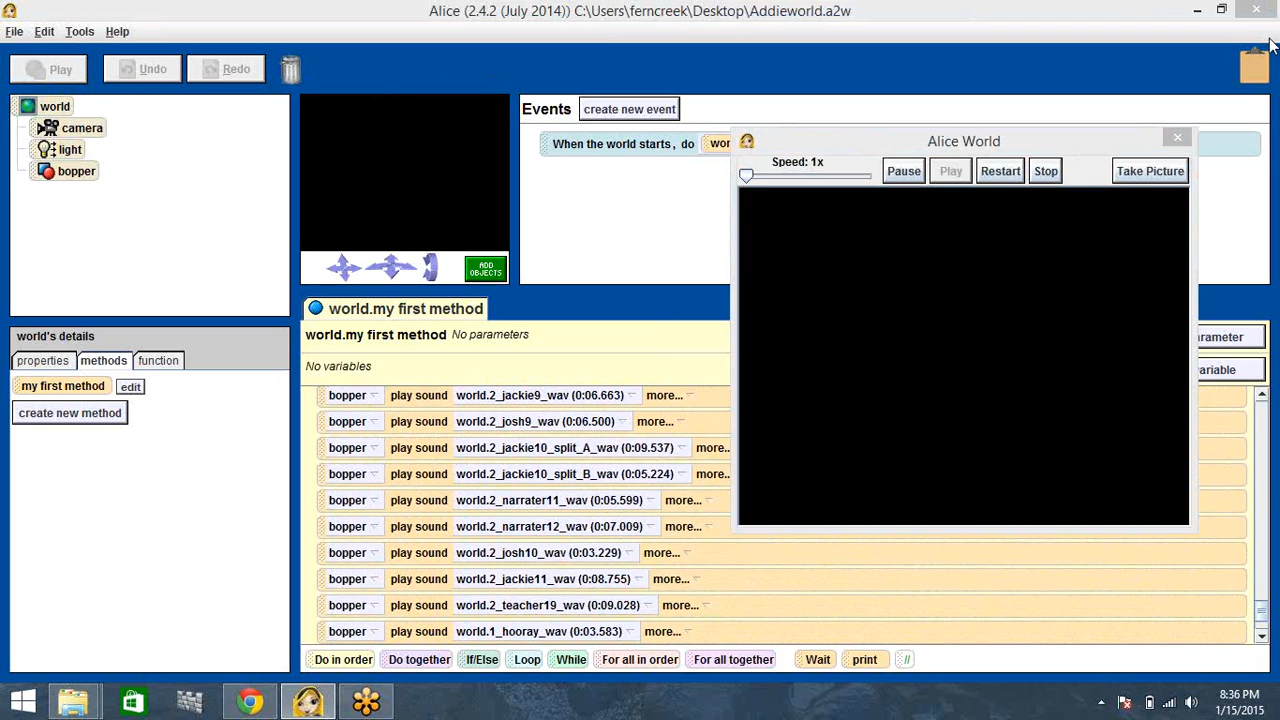 Alice (2.4.2 (July 2014)) C:\Users\ferncreek\Desktop\Addieworld.a2w
File Edit Tools Help
Play Undo Redo
world
camera
light
bopper
ADD
OBJECTS
Events create new event
When the world starts, do wor
Alice World
Speed: 1x
Pause Play Restart Stop Take Picture
world's details
properties methods function
my first method edit
create new method
world.my first method
world.my first method No parameters
arameter
No variables
ariable
bopper play sound world.2_jackie9_wav (0:06.663) more...
bopper play sound world.2_josh9_wav (0:06.500) more...
bopper play sound world.2_jackie10_split_A_wav (0:09.537) more...
bopper play sound world.2_jackie10_split_B_wav (0:05.224) more...
bopper play sound world.2_narrater11_wav (0:05.599) more...
bopper play sound world.2_narrater12_wav (0:07.009) more...
bopper play sound world.2_josh10_wav (0:03.229) more...
bopper play sound world.2_jackie11_wav (0:08.755) more...
bopper play sound world.2_teacher19_wav (0:09.028) more...
bopper play sound world.1_hooray_wav (0:03.583) more...
Do in order Do together If/Else Loop While For all in order For all together Wait print //
8:36 PM
1/15/2015